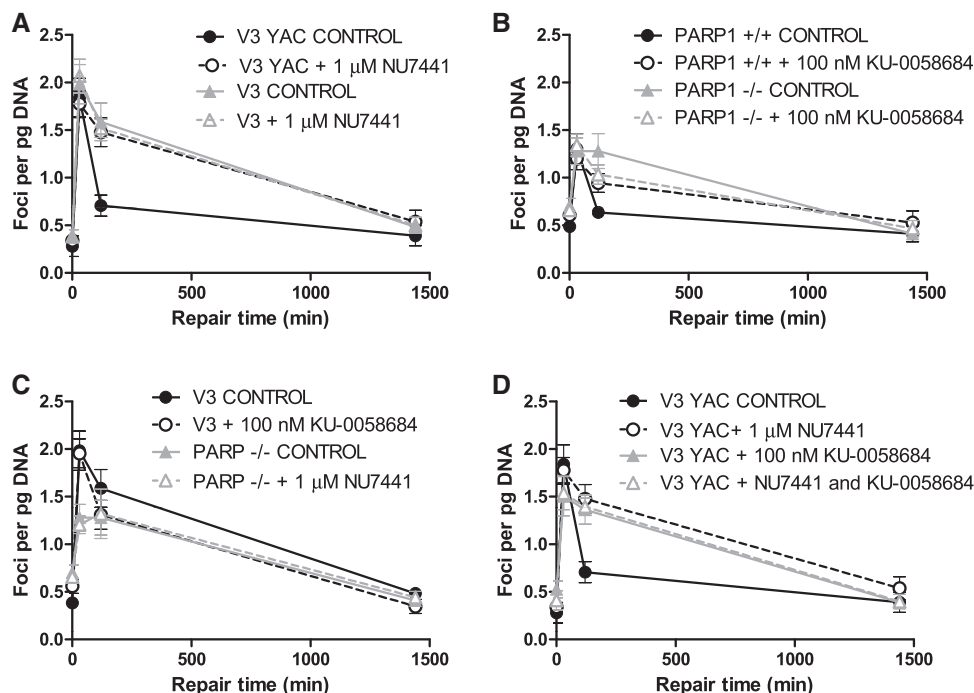 A
V3 YAC CONTROL
V3 YAC + 1 μM NU7441
V3 CONTROL
V3 + 1 μM NU7441
2.5
2.0
1.5
1.0
0.5
0.0
Foci per pg DNA
0
500
1000
1500
Repair time (min)
B
PARP1 +/+ CONTROL
PARP1 +/+ + 100 nM KU-0058684
PARP1 -/- CONTROL
PARP1 -/- + 100 nM KU-0058684
2.5
2.0
1.5
1.0
0.5
0.0
Foci per pg DNA
0
500
1000
1500
Repair time (min)
C
V3 CONTROL
V3 + 100 nM KU-0058684
PARP -/- CONTROL
PARP -/- + 1 μM NU7441
2.5
2.0
1.5
1.0
0.5
0.0
Foci per pg DNA
0
500
1000
1500
Repair time (min)
D
V3 YAC CONTROL
V3 YAC+ 1 μM NU7441
V3 YAC + 100 nM KU-0058684
V3 YAC + NU7441 and KU-0058684
2.5
2.0
1.5
1.0
0.5
0.0
Foci per pg DNA
0
500
1000
1500
Repair time (min)